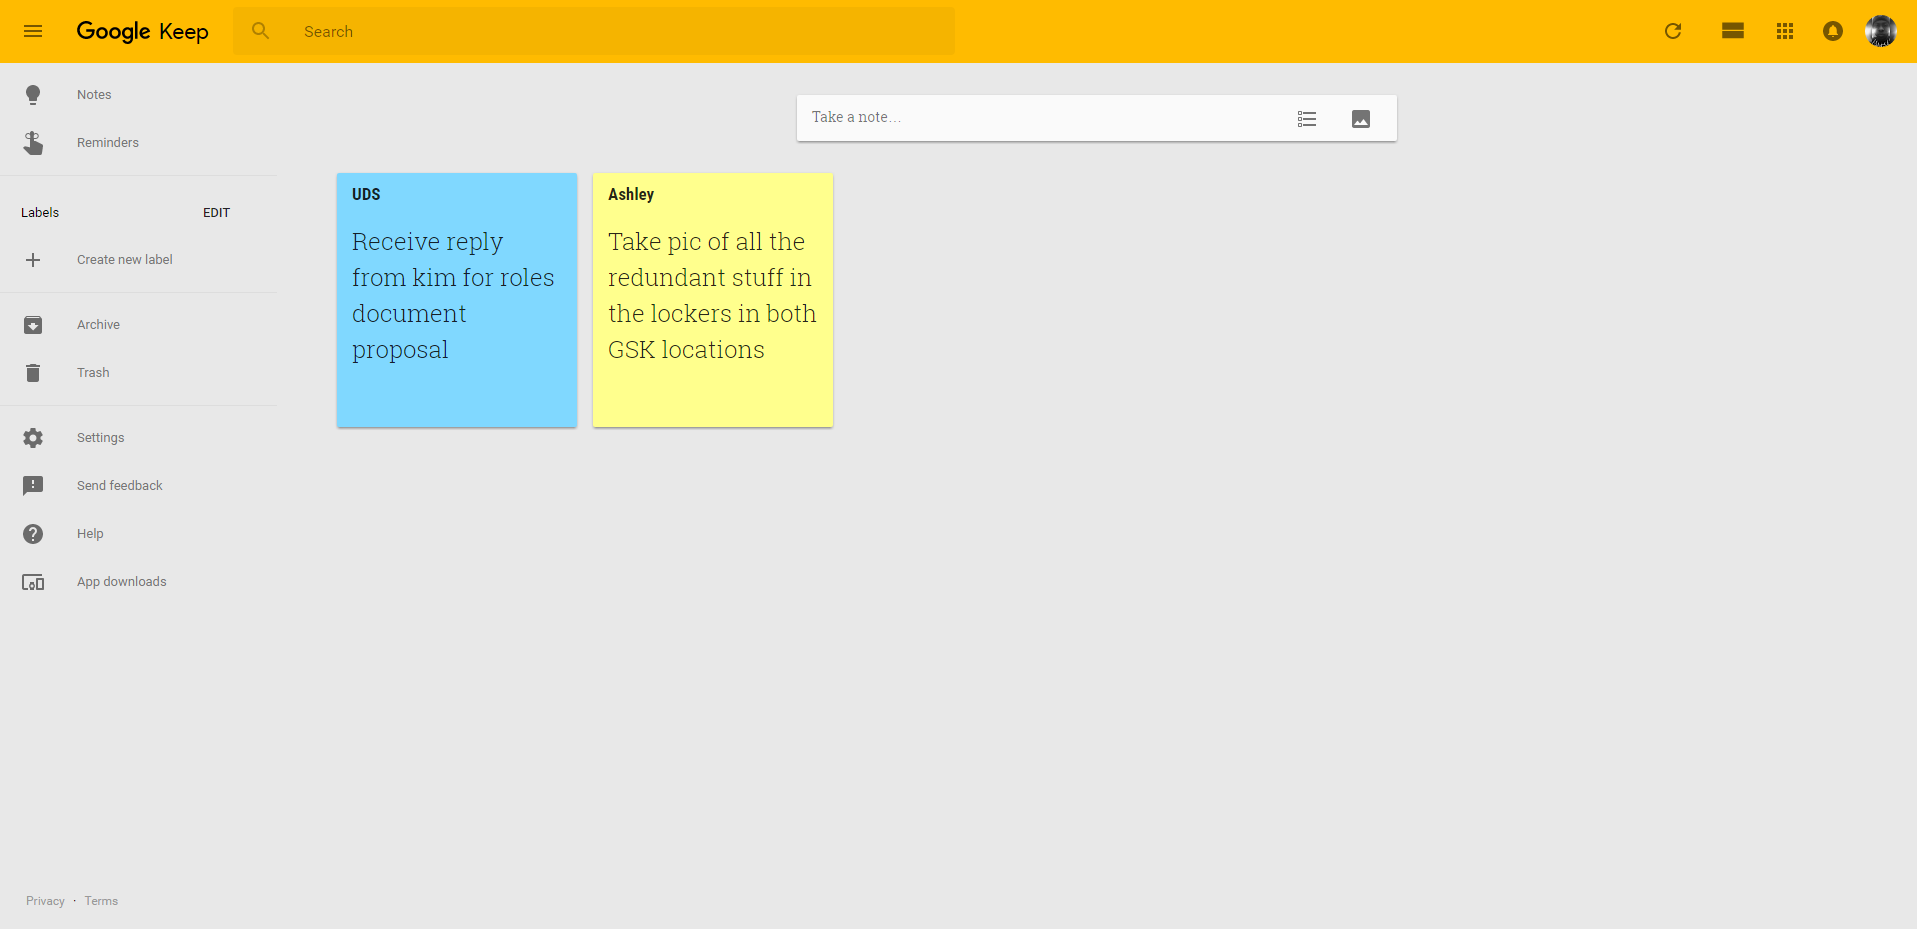 Google Keep
Search
Notes
Reminders
Labels EDIT
Create new label
Archive
Trash
Settings
Send feedback
Help
App downloads
Privacy · Terms
Take a note...
UDS
Receive reply
from kim for roles
document
proposal
Ashley
Take pic of all the
redundant stuff in
the lockers in both
GSK locations